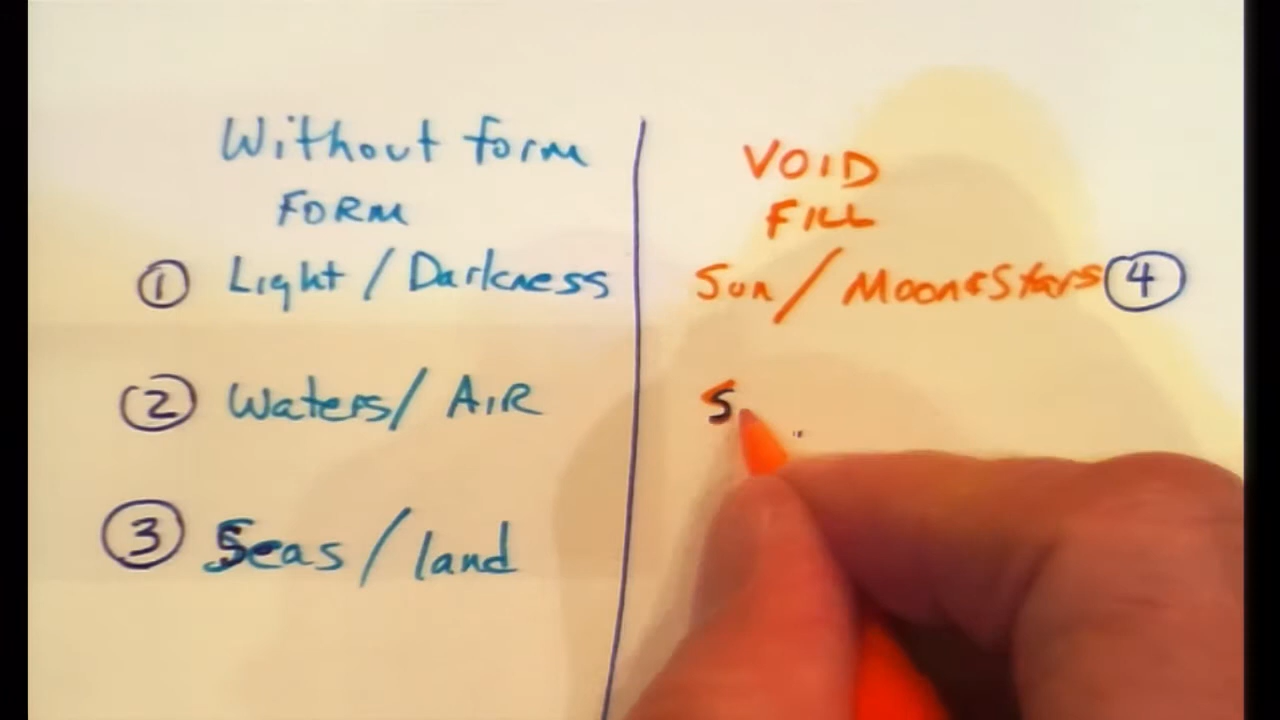 Without form
FORM
① Light / Darkness
② Waters / AIR
③ Seas / land
VOID
FILL
Sun / Moon & Stars ④
S